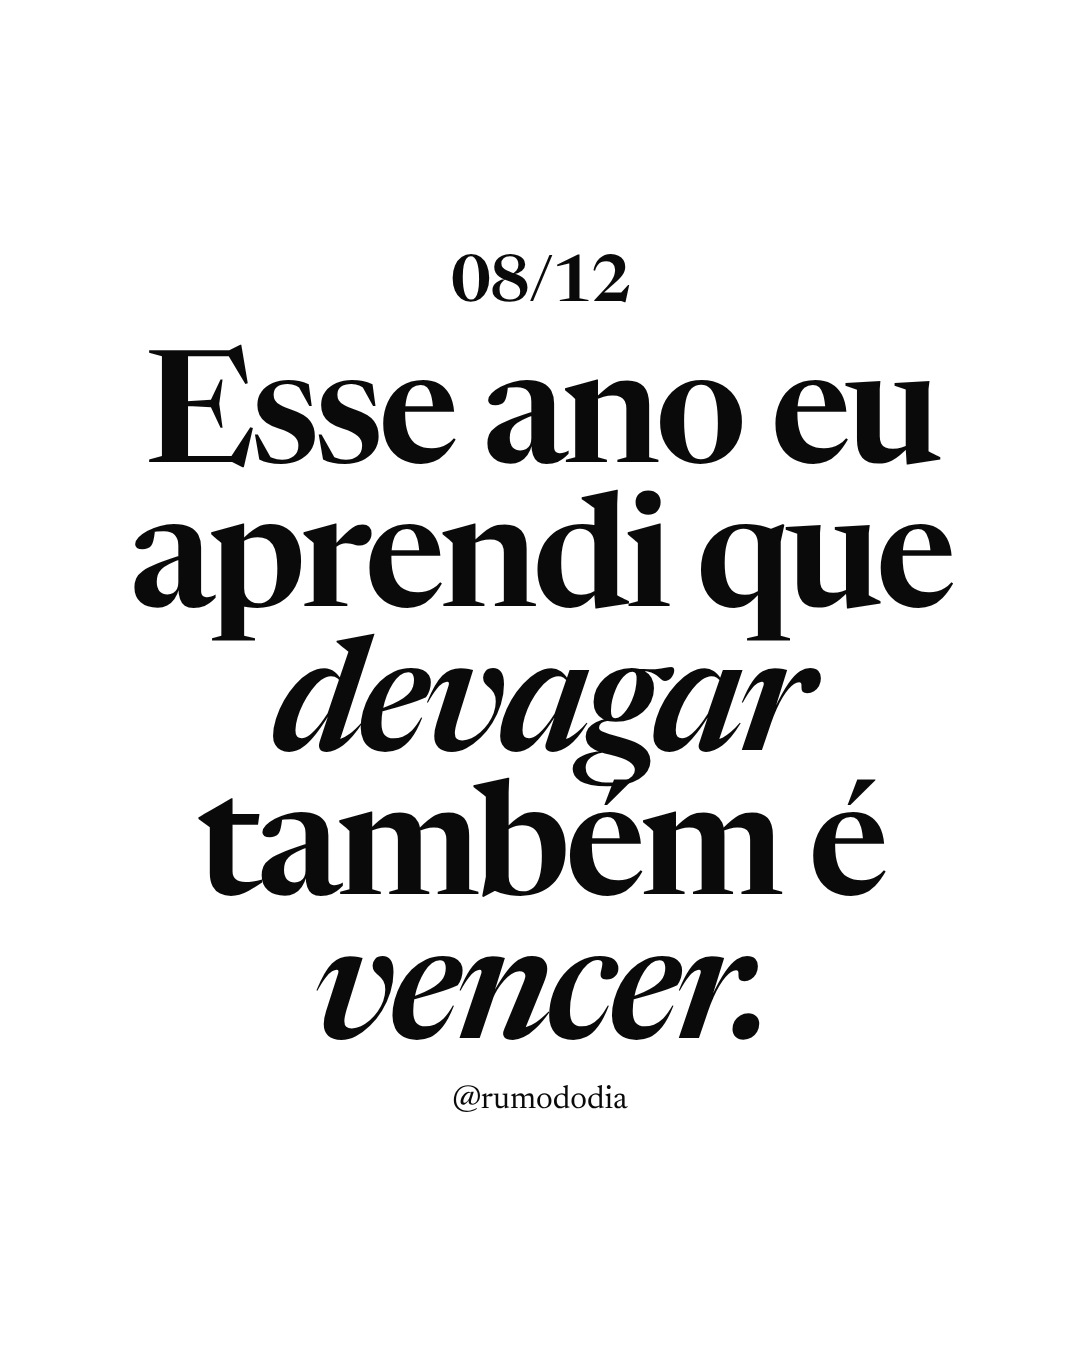 08/12
Esse ano eu
aprendi que
devagar
também é
vencer.
@rumododia